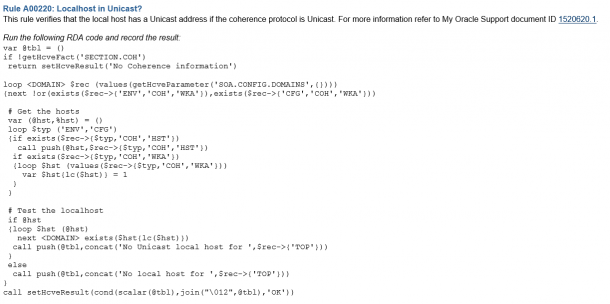 Rule A00220: Localhost in Unicast?
This rule verifies that the local host has a Unicast address if the coherence protocol is Unicast. For more information refer to My Oracle Support document ID 1520620.1.
Run the following RDA code and record the result:
var @tbl = ()
if !getHcveFact('SECTION.COH')
 return setHcveResult('No Coherence information')
loop <DOMAIN> $rec (values(getHcveParameter('SOA.CONFIG.DOMAINS',{})))
{next !or(exists($rec->{'ENV','COH','WKA'}),exists($rec->{'CFG','COH','WKA'}))
 # Get the hosts
 var (@hst,%hst) = ()
 loop $typ ('ENV','CFG')
 {if exists($rec->{$typ,'COH','HST'})
   call push(@hst,$rec->{$typ,'COH','HST'})
  if exists($rec->{$typ,'COH','WKA'})
  {loop $hst (values($rec->{$typ,'COH','WKA'}))
    var $hst{lc($hst)} = 1
  }
 }
 # Test the localhost
 if @hst
 {loop $hst (@hst)
   next <DOMAIN> exists($hst{lc($hst)})
  call push(@tbl,concat('No Unicast local host for ',$rec->{'TOP'}))
 }
 else
  call push(@tbl,concat('No local host for ',$rec->{'TOP'}))
}
call setHcveResult(cond(scalar(@tbl),join("\012",@tbl),'OK'))